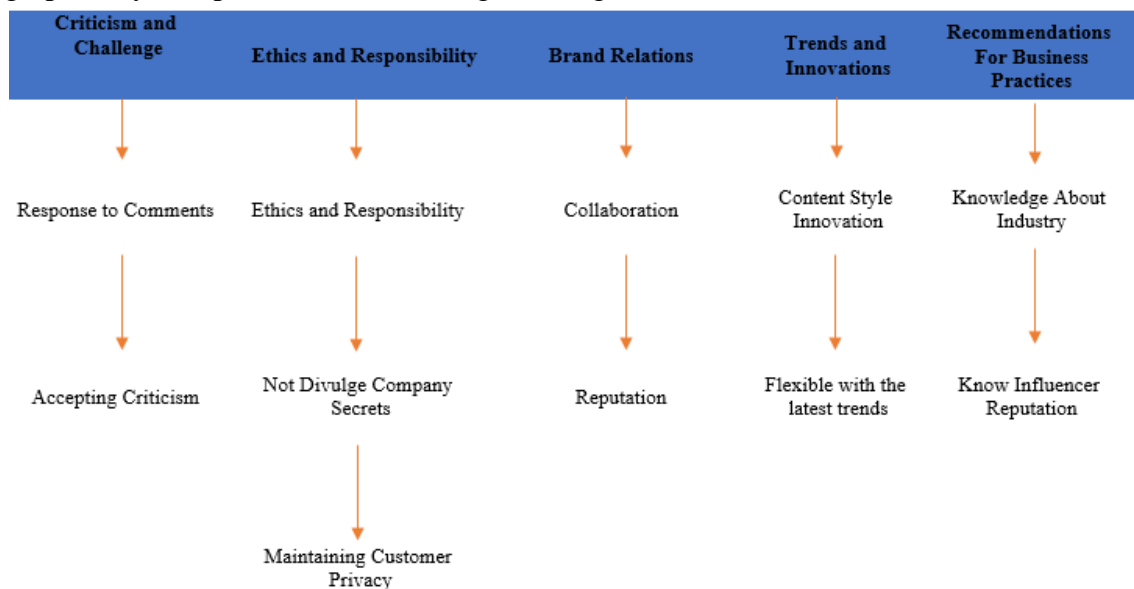 Criticism and
Challenge
Ethics and Responsibility
Brand Relations
Trends and
Innovations
Recommendations
For Business
Practices
Response to Comments
Ethics and Responsibility
Collaboration
Content Style
Innovation
Knowledge About
Industry
Accepting Criticism
Not Divulge Company
Secrets
Reputation
Flexible with the
latest trends
Know Influencer
Reputation
Maintaining Customer
Privacy